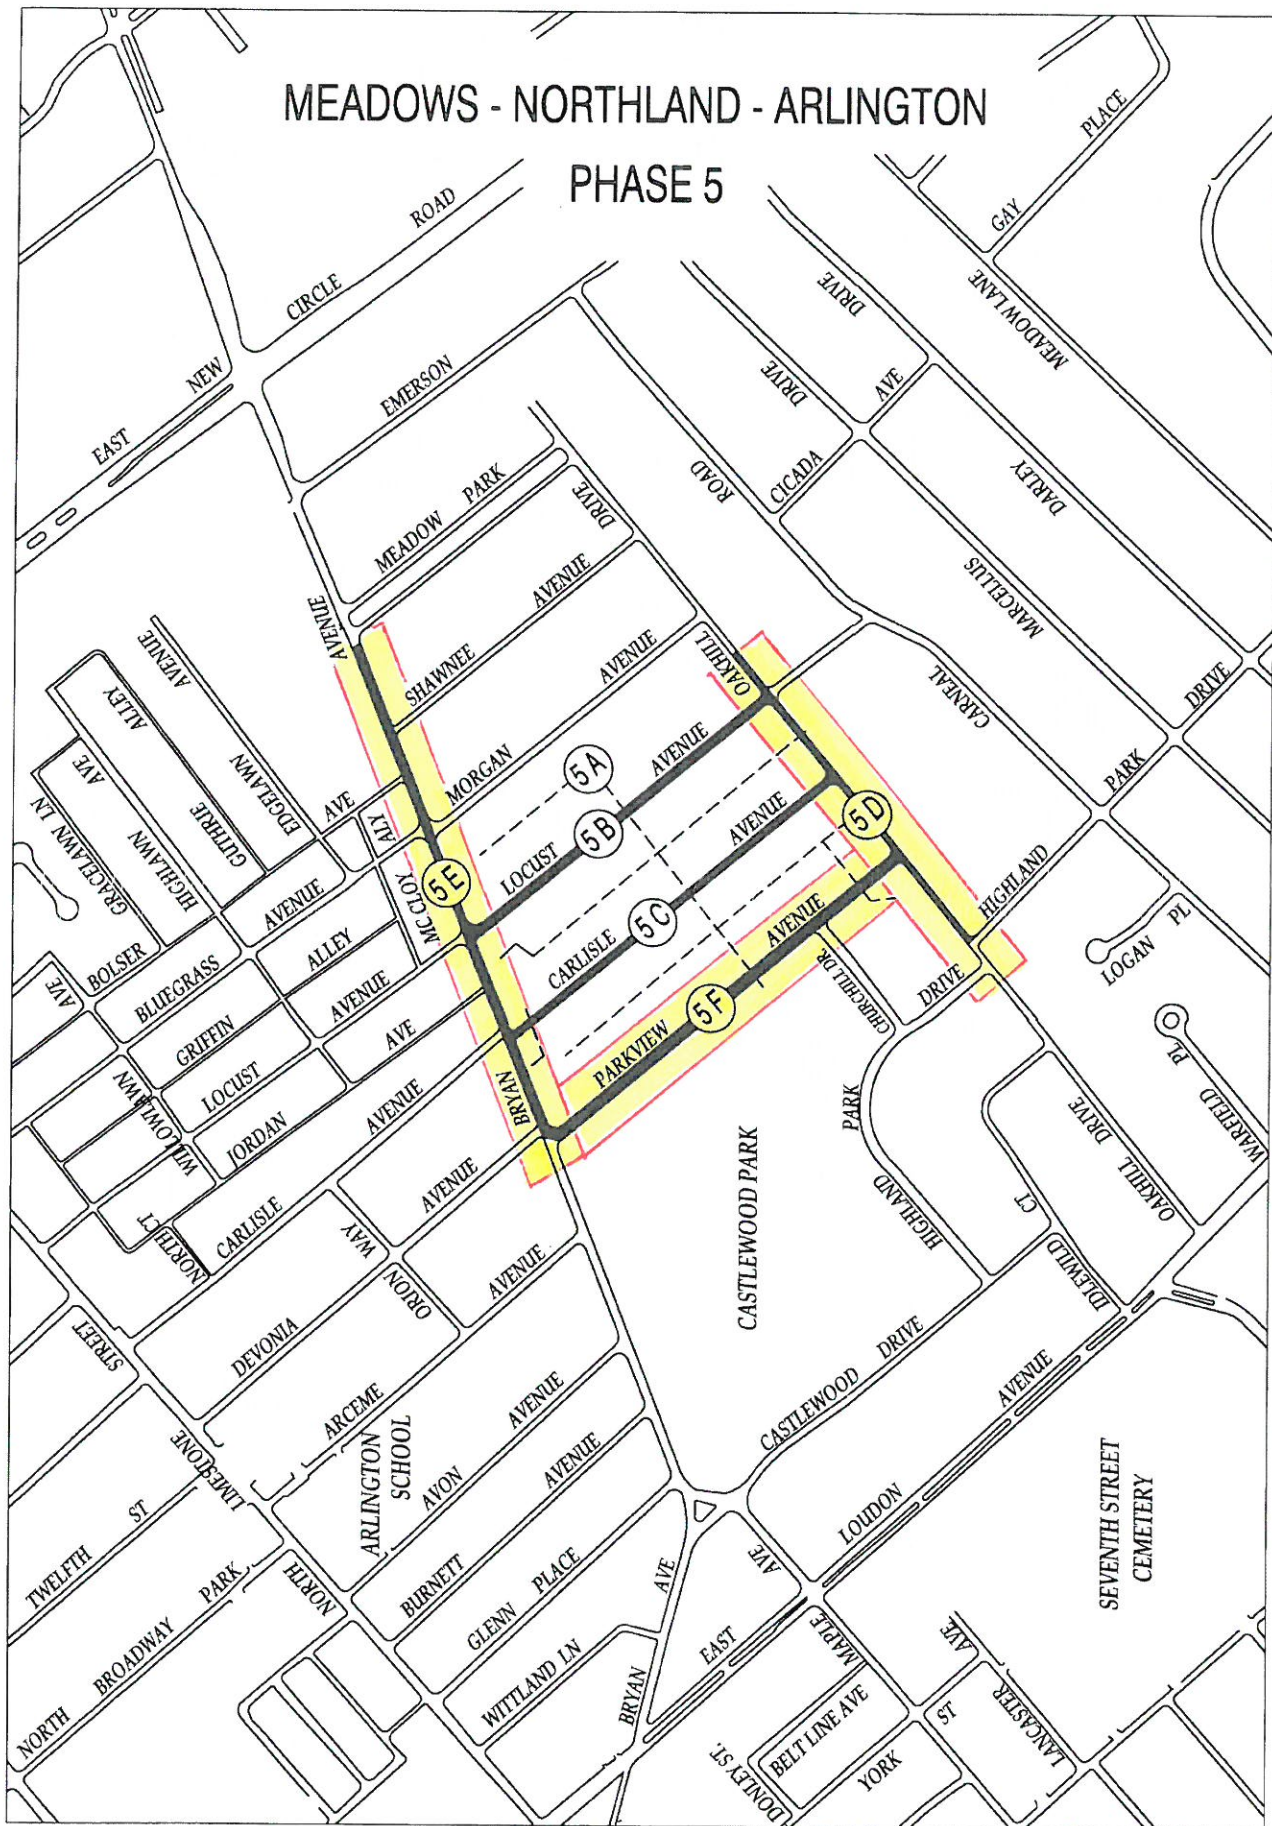 MEADOWS - NORTHLAND - ARLINGTON
PHASE 5
PLACE
GAY
ROAD
CIRCLE
NEW
EAST
DRIVE
MEADOW LANE
EMERSON
DRIVE
AVE
CICADA
ROAD
DARLEY
MEADOW PARK
DRIVE
AVENUE
MARCELLUS
AVENUE
SHAWNEE
AVENUE
OAKHILL
CARNEAL
DRIVE
PARK
HIGHLAND
AVENUE
ALLEY
EDGELAWN
GUTHRIE
AVE
HIGHLAWN
GRACELAWN LN
AVE
ALY
MC CLOY
MORGAN
5A
AVENUE
5B
LOCUST
AVENUE
5C
CARLISLE
5D
5E
AVENUE
5F
PARKVIEW
BOLSER
AVE
BLUEGRASS
AVENUE
ALLEY
GRIFFIN
AVENUE
LOCUST
AVE
JORDAN
WILLOWLAWN
AVENUE
CARLISLE
NORTH CT
BRYAN
CHURCHILL DR.
DRIVE
PARK
HIGHLAND
LOGAN PL
WARFIELD PL
CASTLEWOOD PARK
OAKHILL DRIVE
CT
IDLEWILD
AVENUE
WAY
ORION
DEVONIA
AVENUE
ARCEME
STREET
LIMESTONE
NORTH
ARLINGTON
SCHOOL
AVENUE
AVON
AVENUE
BURNETT
GLENN PLACE
WITTLAND LN
CASTLEWOOD DRIVE
AVENUE
LOUDON
EAST
SEVENTH STREET
CEMETERY
TWELFTH ST
NORTH BROADWAY PARK
BRYAN AVE
AVE
MAPLE
BELT LINE AVE
DONLEY ST.
YORK ST
AVE
LANCASTER